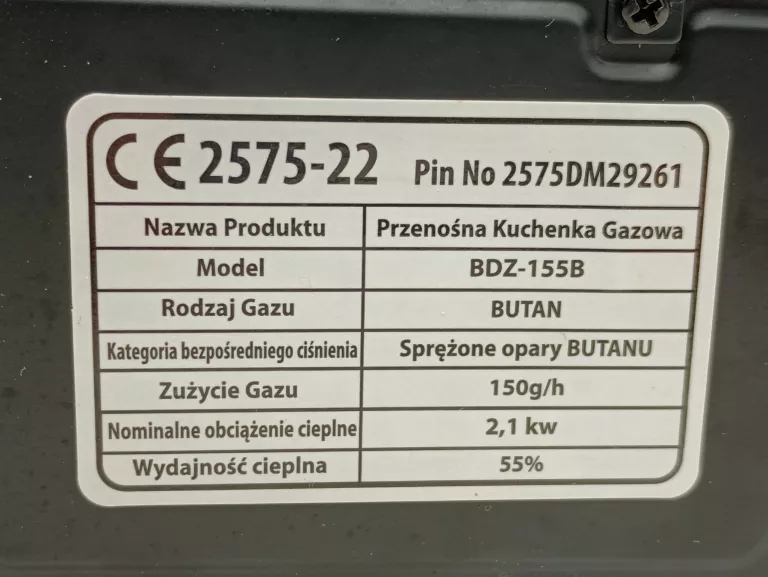 CE 2575-22 Pin No 2575DM29261
Nazwa Produktu Przenośna Kuchenka Gazowa
Model BDZ-155B
Rodzaj Gazu BUTAN
Kategoria bezpośredniego ciśnienia Sprężone opary BUTANU
Zużycie Gazu 150g/h
Nominalne obciążenie cieplne 2,1 kw
Wydajność cieplna 55%